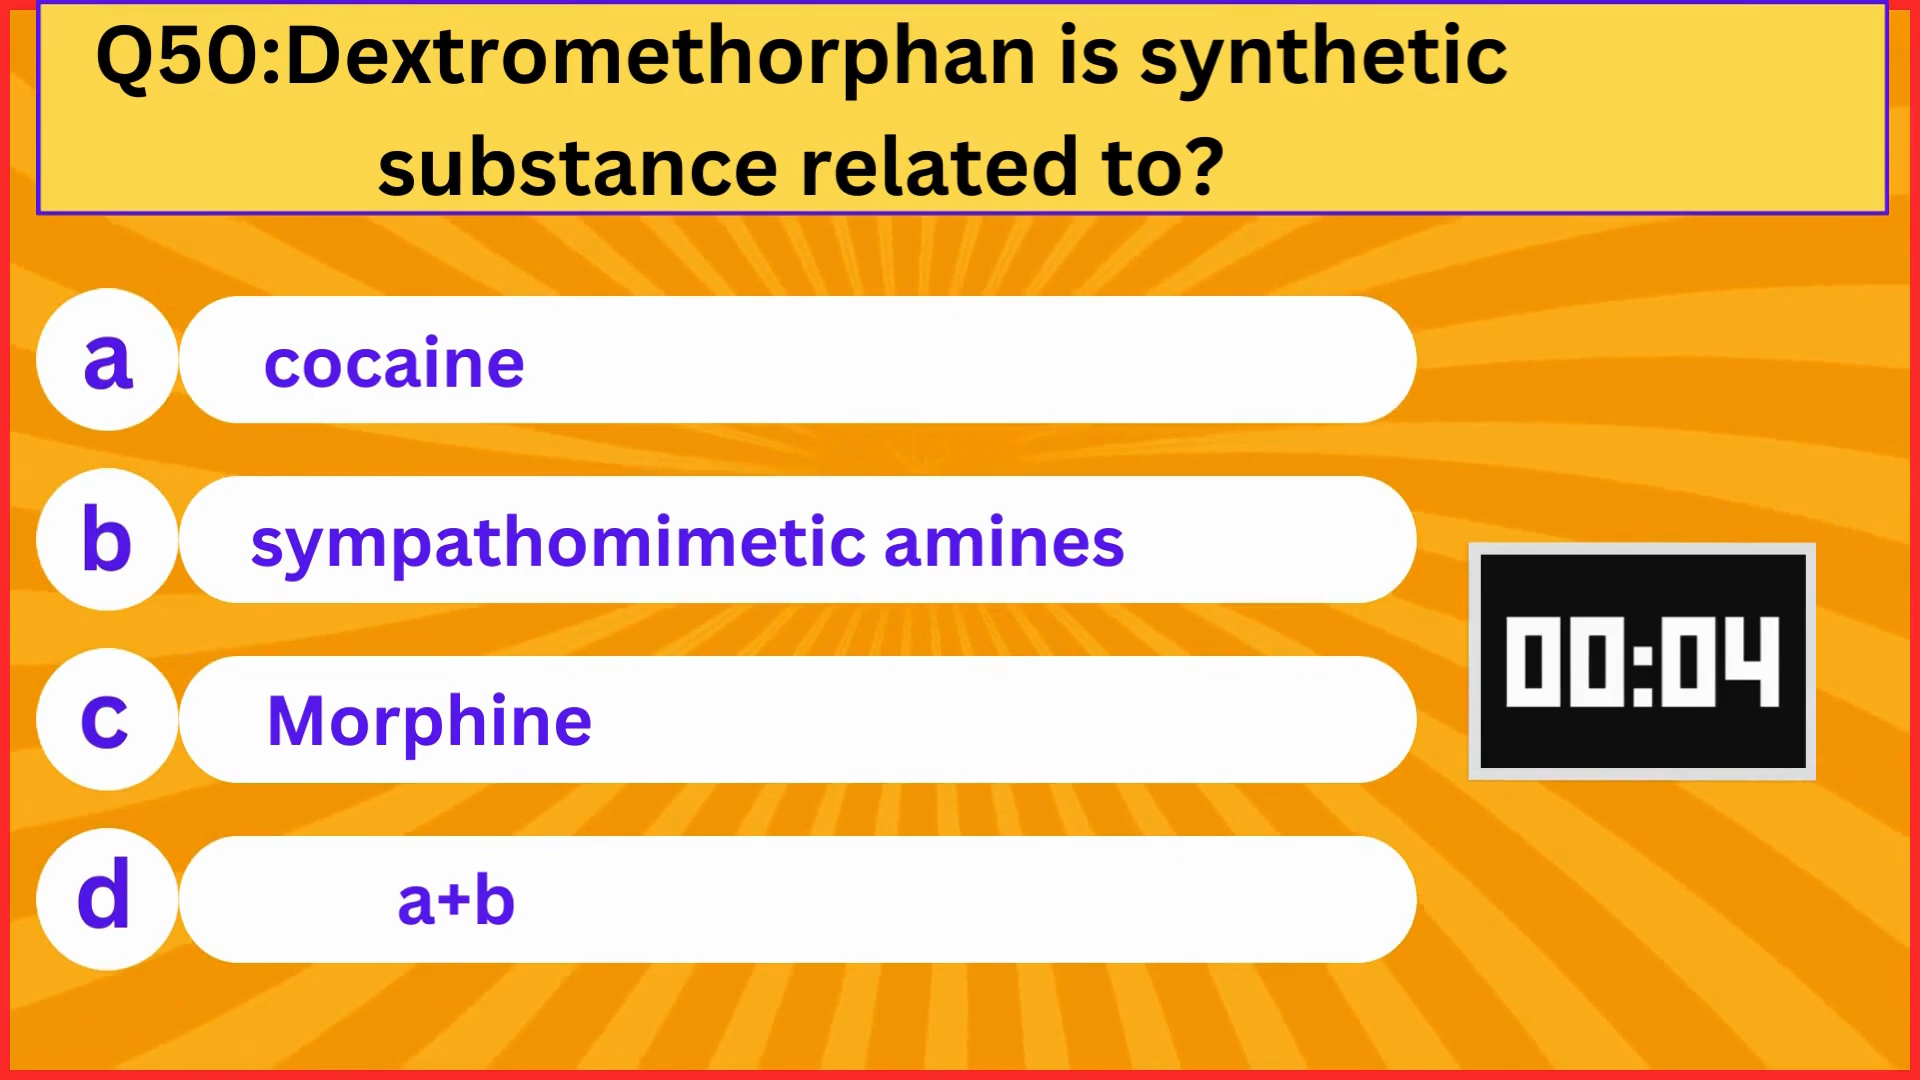 Q50:Dextromethorphan is synthetic
substance related to?
a cocaine
b sympathomimetic amines
c Morphine
d a+b
00:04